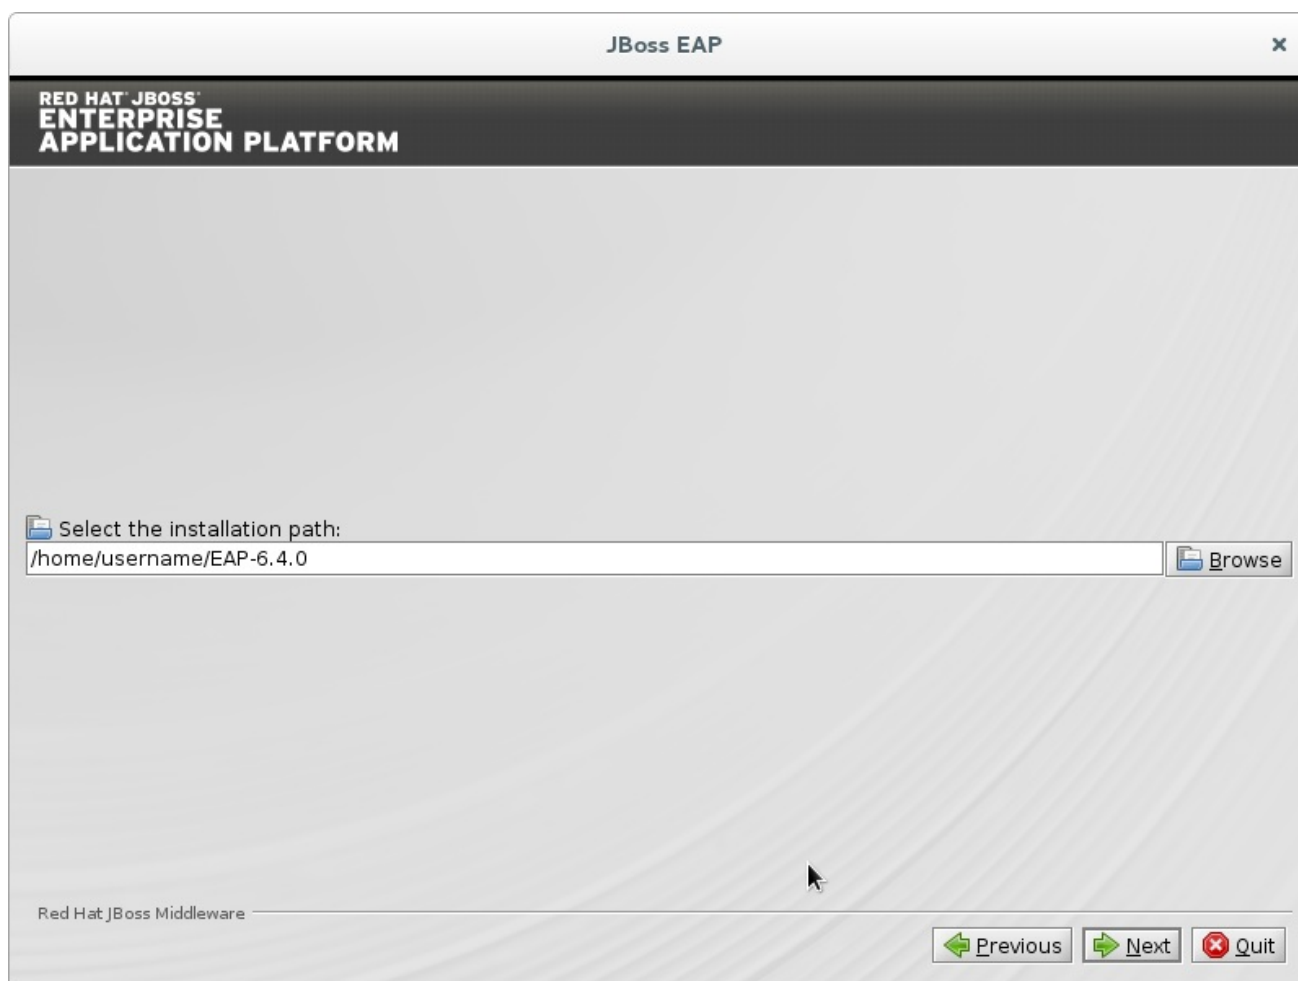 JBoss EAP
RED HAT® JBOSS®
ENTERPRISE
APPLICATION PLATFORM
Select the installation path:
/home/username/EAP-6.4.0
Browse
Red Hat JBoss Middleware
Previous
Next
Quit